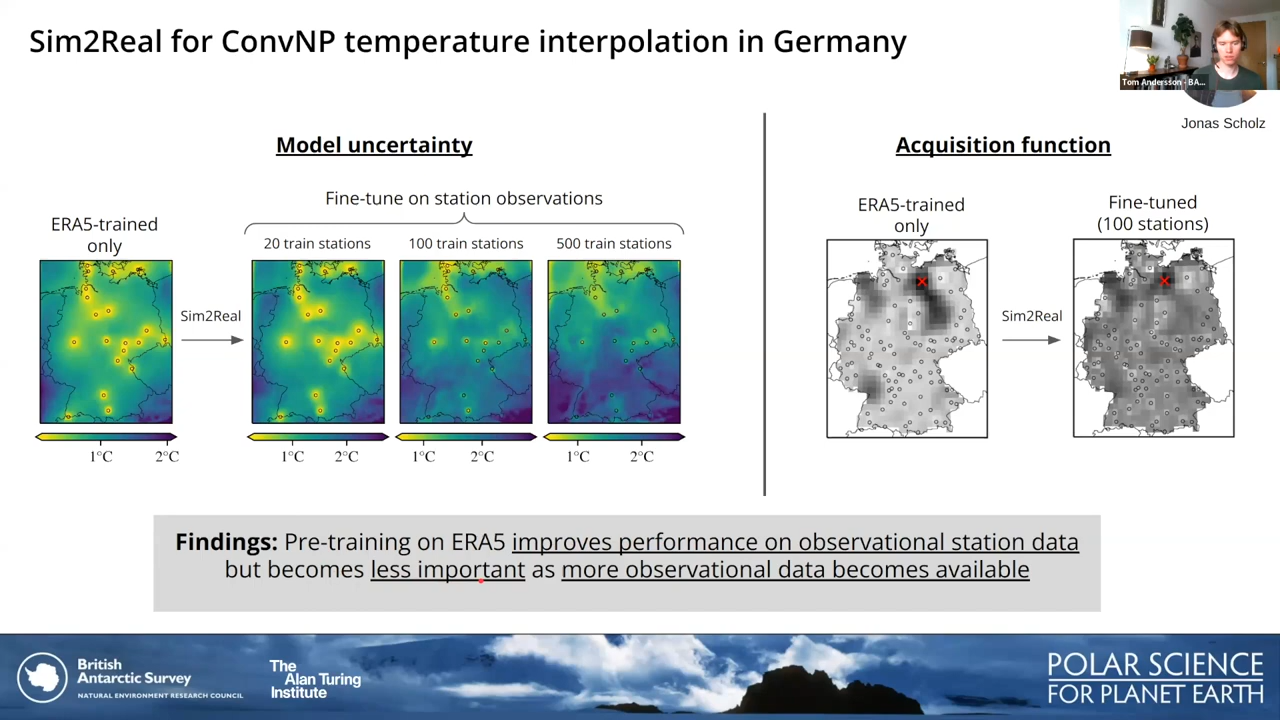 Sim2Real for ConvNP temperature interpolation in Germany
Tom Andersson - BA...
Jonas Scholz
Model uncertainty
Fine-tune on station observations
ERA5-trained
only
20 train stations
100 train stations
500 train stations
Sim2Real
1°C
2°C
1°C
2°C
1°C
2°C
1°C
2°C
Acquisition function
ERA5-trained
only
Fine-tuned
(100 stations)
Sim2Real
Findings: Pre-training on ERA5 improves performance on observational station data
but becomes less important as more observational data becomes available
British
Antarctic Survey
NATURAL ENVIRONMENT RESEARCH COUNCIL
The
Alan Turing
Institute
POLAR SCIENCE
FOR PLANET EARTH